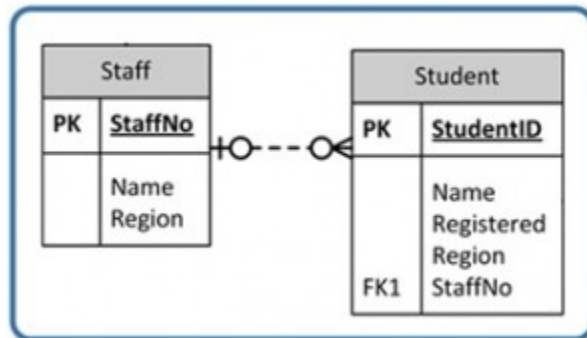 Staff
PK StaffNo
Name
Region
Student
PK StudentID
Name
Registered
Region
FK1 StaffNo